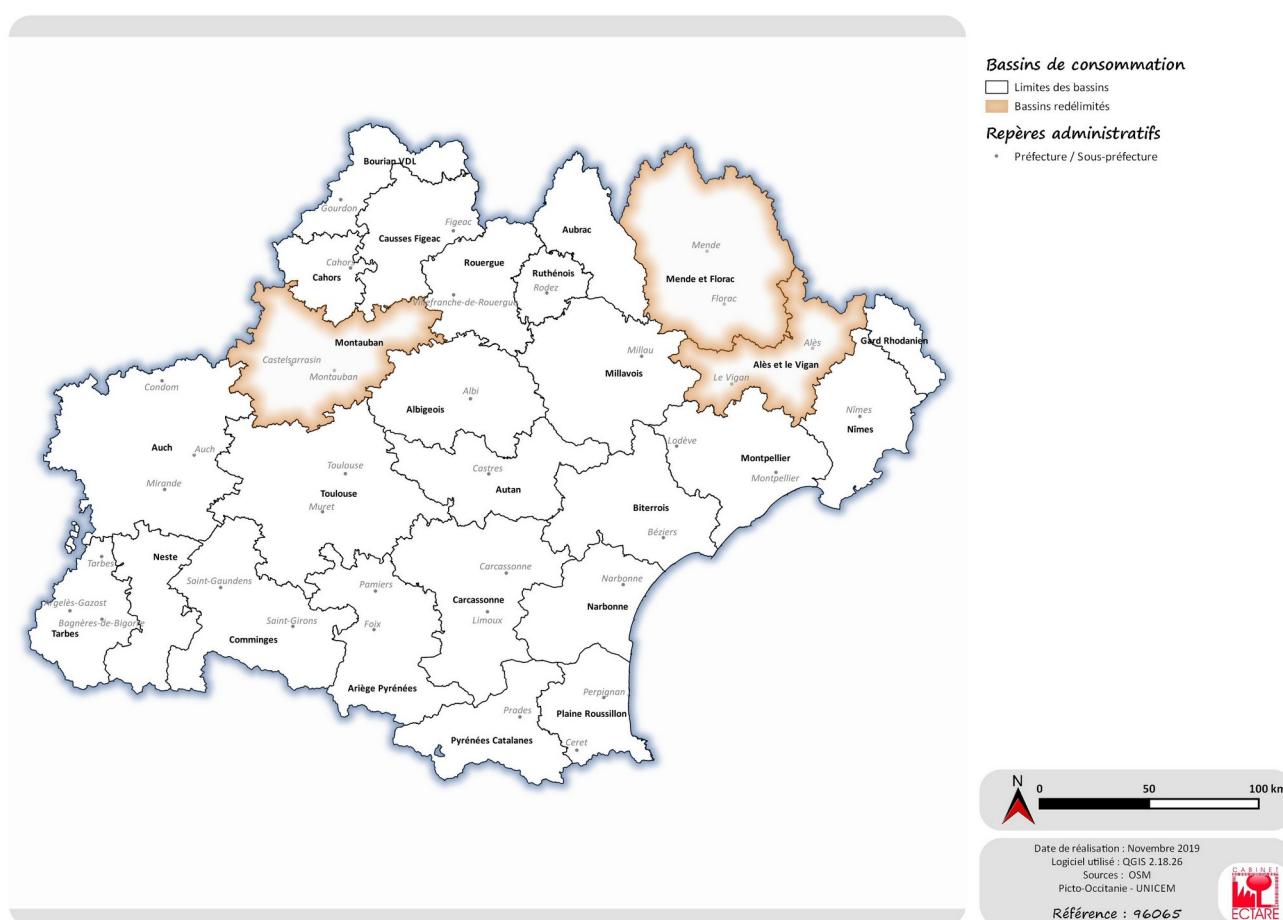 Bassins de consommation
Limites des bassins
Bassins redélimités
Repères administratifs
Préfecture / Sous-préfecture
Bourian VDL
Gourdon
Figeac
Causses Figeac
Cahors
Cahors
Rouergue
Villefranche-de-Rouergue
Aubrac
Ruthénois
Rodez
Mende
Mende et Florac
Florac
Montauban
Castelsarrasin
Montauban
Millau
Millavois
Alès
Alès et le Vigan
Le Vigan
Gard Rhodanien
Condom
Albi
Albigeois
Nîmes
Nîmes
Auch
Auch
Mirande
Toulouse
Toulouse
Muret
Castres
Autan
Lodève
Montpellier
Montpellier
Biterrois
Béziers
Neste
Tarbes
Argelès-Gazost
Bagnères-de-Bigorre
Tarbes
Saint-Gaudens
Saint-Girons
Comminges
Pamiers
Foix
Ariège Pyrénées
Carcassonne
Carcassonne
Limoux
Narbonne
Narbonne
Prades
Pyrénées Catalanes
Perpignan
Plaine Roussillon
Ceret
N
0 50 100 km
Date de réalisation : Novembre 2019
Logiciel utilisé : QGIS 2.18.26
Sources : OSM
Picto-Occitanie - UNICEM
Référence : 96065
CABINET
ECTARE